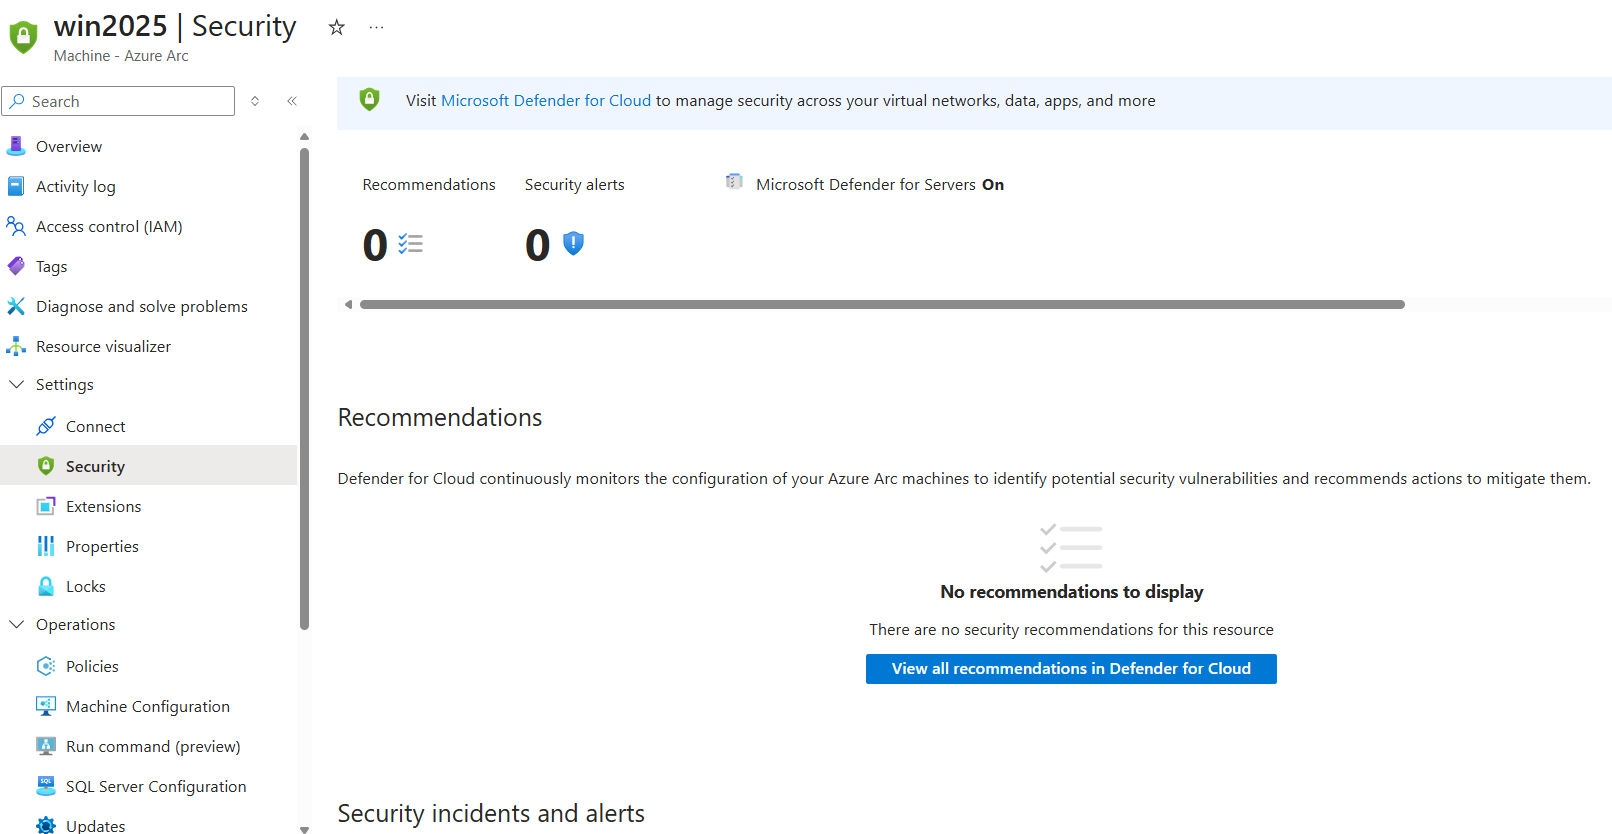 win2025 | Security
Machine - Azure Arc
Search
Overview
Activity log
Access control (IAM)
Tags
Diagnose and solve problems
Resource visualizer
Settings
Connect
Security
Extensions
Properties
Locks
Operations
Policies
Machine Configuration
Run command (preview)
SQL Server Configuration
Updates
Visit Microsoft Defender for Cloud to manage security across your virtual networks, data, apps, and more
Recommendations
0
Security alerts
0
Microsoft Defender for Servers On
Recommendations
Defender for Cloud continuously monitors the configuration of your Azure Arc machines to identify potential security vulnerabilities and recommends actions to mitigate them.
No recommendations to display
There are no security recommendations for this resource
View all recommendations in Defender for Cloud
Security incidents and alerts